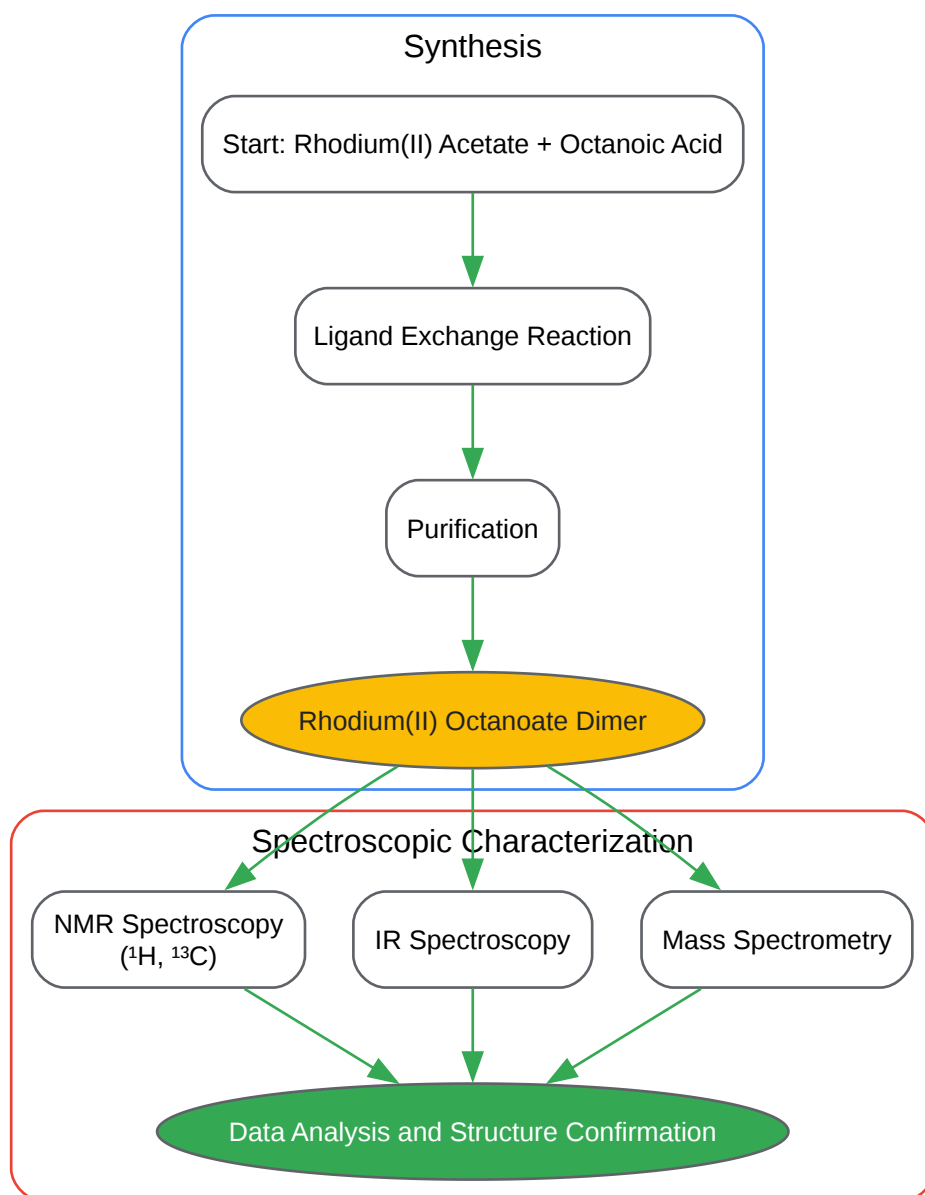 Synthesis
Start: Rhodium(II) Acetate + Octanoic Acid
Ligand Exchange Reaction
Purification
Rhodium(II) Octanoate Dimer
Spectroscopic Characterization
NMR Spectroscopy
(¹H, ¹³C)
IR Spectroscopy
Mass Spectrometry
Data Analysis and Structure Confirmation